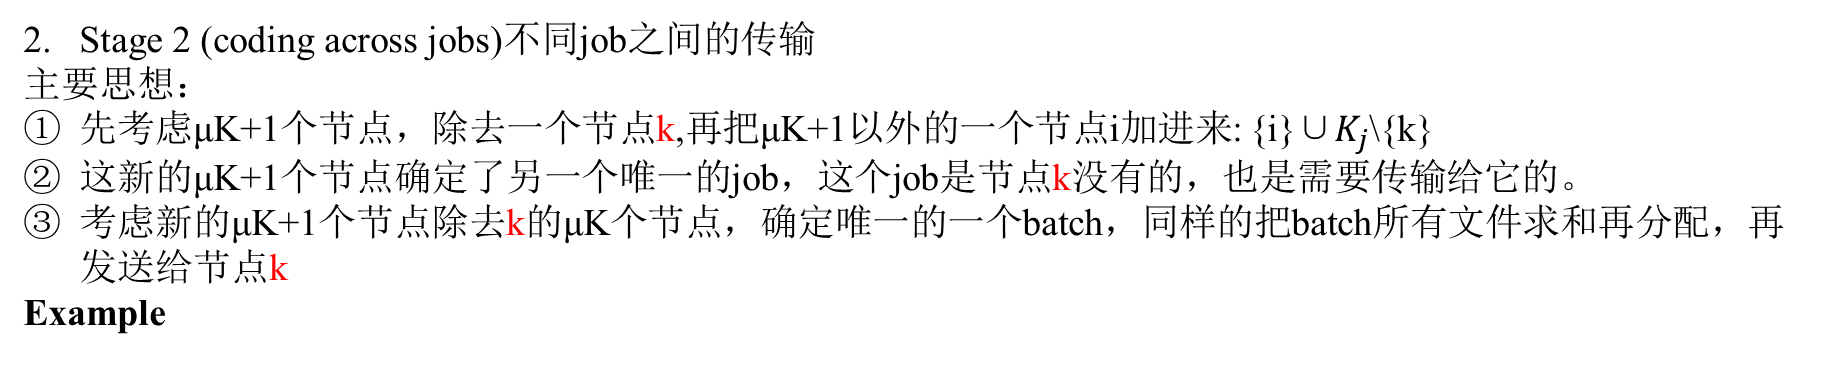 2. Stage 2 (coding across jobs)不同job之间的传输
主要思想：
① 先考虑μK+1个节点，除去一个节点k,再把μK+1以外的一个节点i加进来: {i}∪K_j\{k}
② 这新的μK+1个节点确定了另一个唯一的job，这个job是节点k没有的，也是需要传输给它的。
③ 考虑新的μK+1个节点除去k的μK个节点，确定唯一的一个batch，同样的把batch所有文件求和再分配，再
发送给节点k
Example